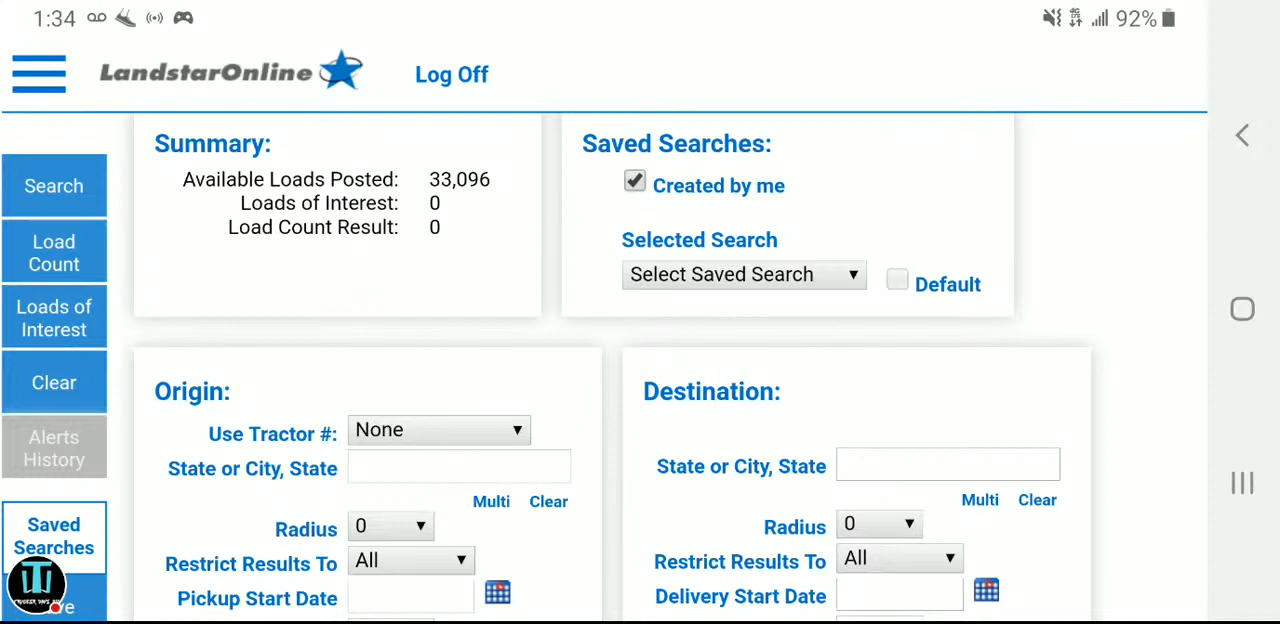 1:34 92%
LandstarOnline Log Off
Search
Load Count
Loads of Interest
Clear
Alerts History
Saved Searches
Summary:
Available Loads Posted: 33,096
Loads of Interest: 0
Load Count Result: 0
Saved Searches:
Created by me
Selected Search
Select Saved Search Default
Origin:
Use Tractor #: None
State or City, State
Multi Clear
Radius 0
Restrict Results To All
Pickup Start Date
Destination:
State or City, State
Multi Clear
Radius 0
Restrict Results To All
Delivery Start Date